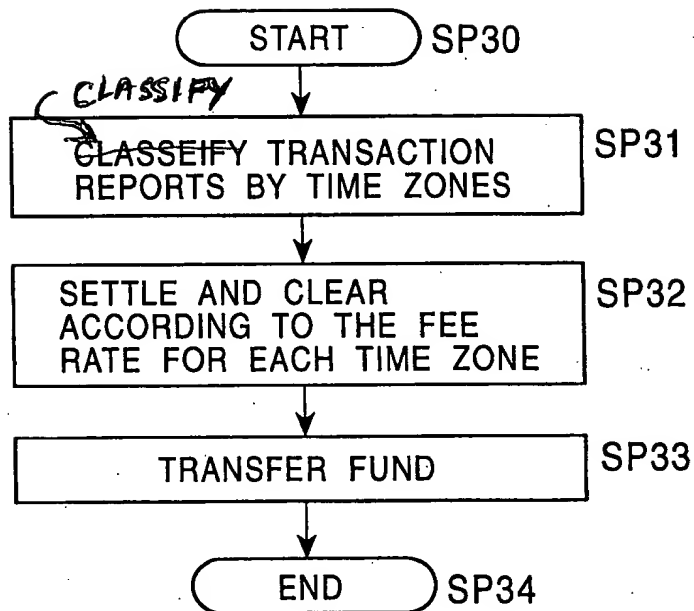 START SP30
CLASSIFY
CLASSEIFY TRANSACTION SP31
REPORTS BY TIME ZONES
SETTLE AND CLEAR SP32
ACCORDING TO THE FEE
RATE FOR EACH TIME ZONE
TRANSFER FUND SP33
END SP34